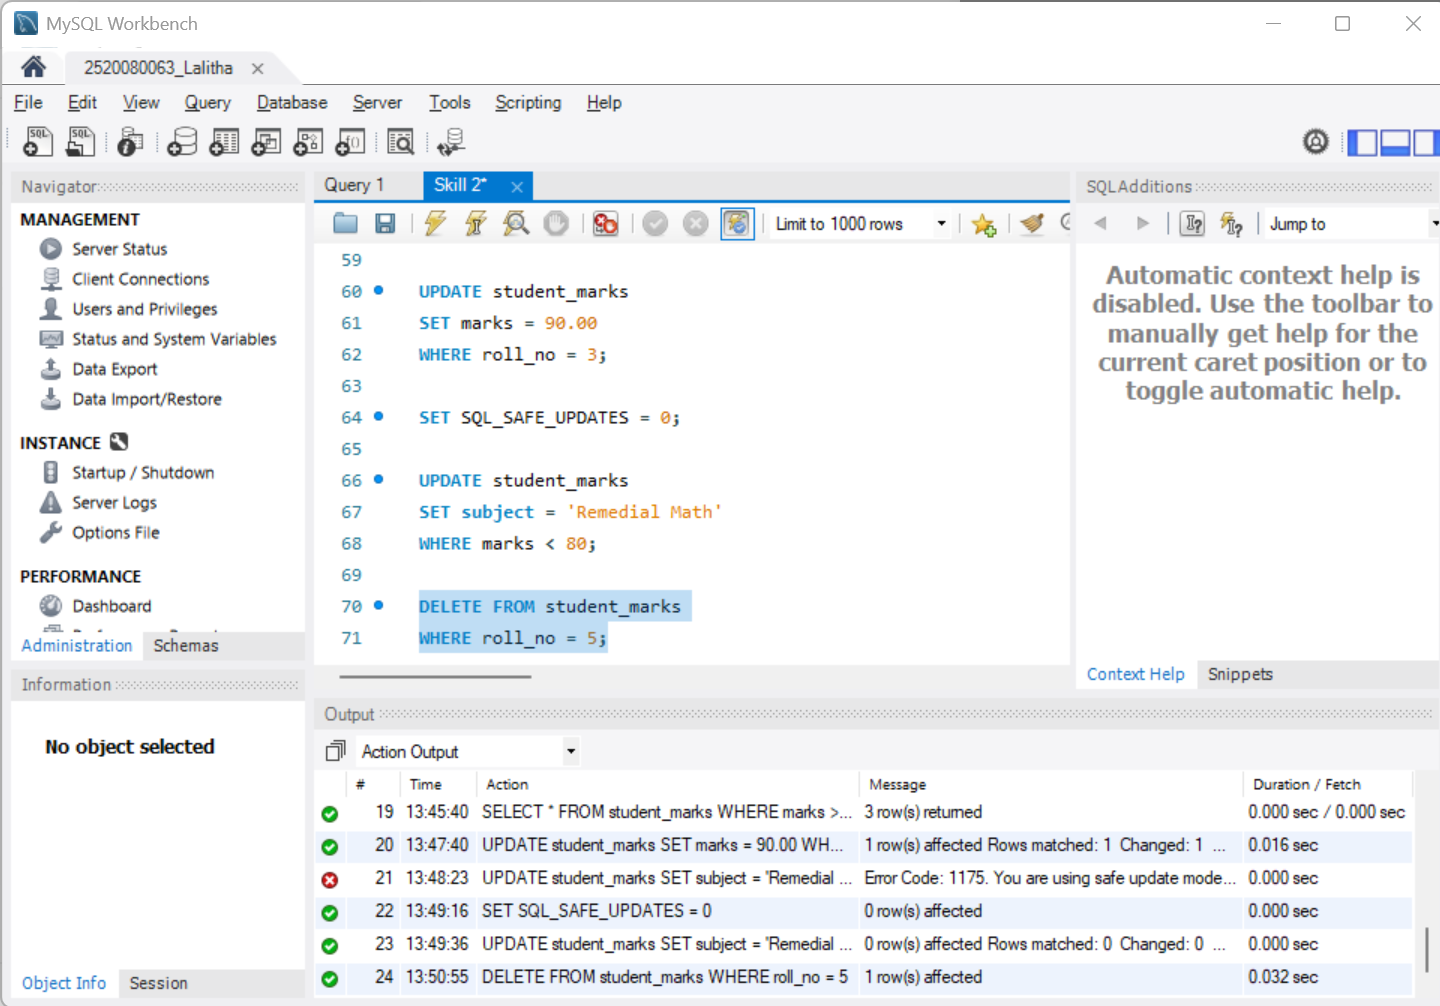 MySQL Workbench
2520080063_Lalitha
File Edit View Query Database Server Tools Scripting Help
Navigator
MANAGEMENT
Server Status
Client Connections
Users and Privileges
Status and System Variables
Data Export
Data Import/Restore
INSTANCE
Startup / Shutdown
Server Logs
Options File
PERFORMANCE
Dashboard
Administration Schemas
Information
No object selected
Object Info Session
Query 1 Skill 2*
Limit to 1000 rows
59
60 UPDATE student_marks
61 SET marks = 90.00
62 WHERE roll_no = 3;
63
64 SET SQL_SAFE_UPDATES = 0;
65
66 UPDATE student_marks
67 SET subject = 'Remedial Math'
68 WHERE marks < 80;
69
70 DELETE FROM student_marks
71 WHERE roll_no = 5;
SQLAdditions
Jump to
Automatic context help is
disabled. Use the toolbar to
manually get help for the
current caret position or to
toggle automatic help.
Context Help Snippets
Output
Action Output
# Time Action Message Duration / Fetch
19 13:45:40 SELECT * FROM student_marks WHERE marks >... 3 row(s) returned 0.000 sec / 0.000 sec
20 13:47:40 UPDATE student_marks SET marks = 90.00 WH... 1 row(s) affected Rows matched: 1 Changed: 1 ... 0.016 sec
21 13:48:23 UPDATE student_marks SET subject = 'Remedial ... Error Code: 1175. You are using safe update mode... 0.000 sec
22 13:49:16 SET SQL_SAFE_UPDATES = 0 0 row(s) affected 0.000 sec
23 13:49:36 UPDATE student_marks SET subject = 'Remedial ... 0 row(s) affected Rows matched: 0 Changed: 0 ... 0.000 sec
24 13:50:55 DELETE FROM student_marks WHERE roll_no = 5 1 row(s) affected 0.032 sec